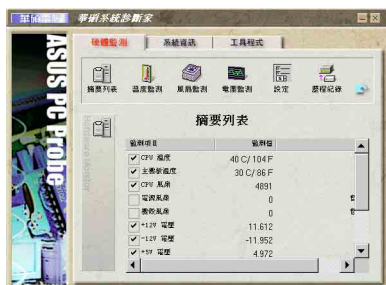 華碩系統診斷家
硬體監測 系統資訊 工具程式
ASUS PC Probe
摘要列表 溫度監測 風扇監測 電壓監測 設定 歷程紀錄
Hardware Monitor
摘要列表
監測項目 監測值
CPU 溫度 40 C/ 104 F
主機板溫度 30 C/ 86 F
CPU 風扇 4891
電源風扇 0
機殼風扇 0
+12V 電壓 11.612
-12V 電壓 -11.952
+5V 電壓 4.972